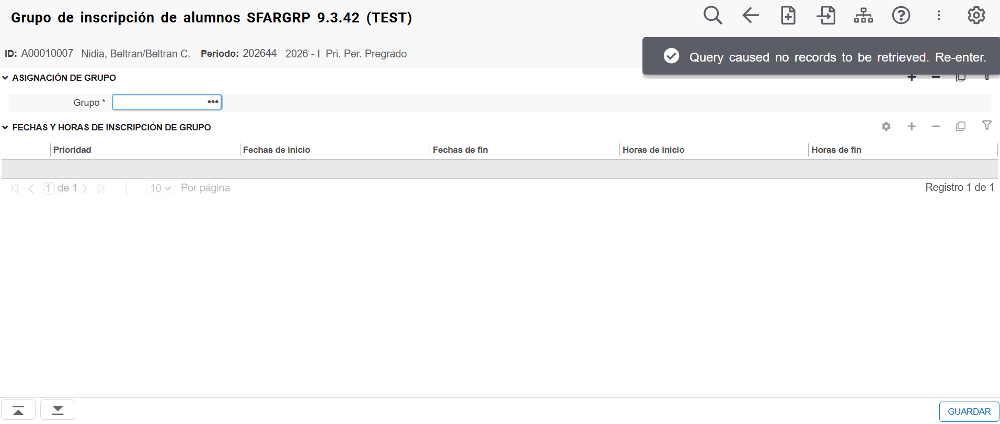 Grupo de inscripción de alumnos SFARGRP 9.3.42 (TEST)
ID: A00010007 Nidia, Beltran/Beltran C. Periodo: 202644 2026 - I Pri. Per. Pregrado
Query caused no records to be retrieved. Re-enter.
ASIGNACIÓN DE GRUPO
Grupo *
FECHAS Y HORAS DE INSCRIPCIÓN DE GRUPO
Prioridad Fechas de inicio Fechas de fin Horas de inicio Horas de fin
1 de 1 10 Por página Registro 1 de 1
GUARDAR